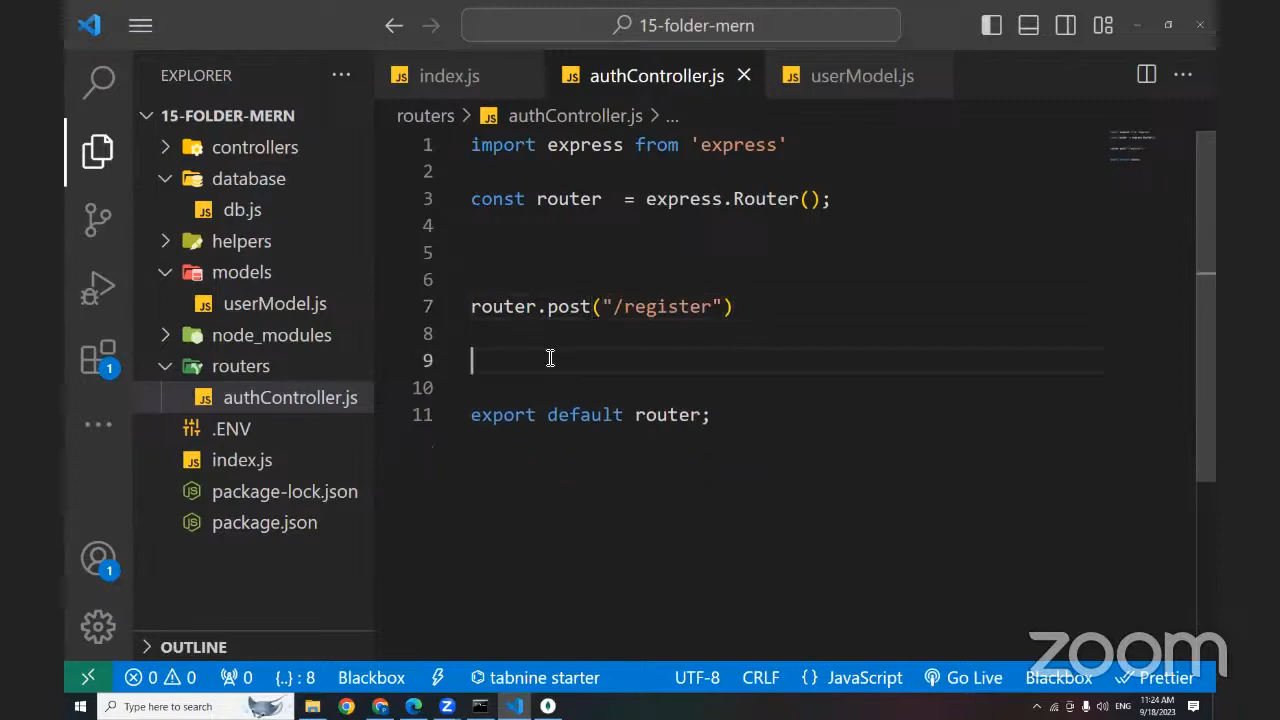 15-folder-mern
EXPLORER
index.js
authController.js
userModel.js
15-FOLDER-MERN
routers > authController.js > ...
controllers
database
db.js
helpers
models
userModel.js
node_modules
routers
authController.js
.ENV
index.js
package-lock.json
package.json
OUTLINE
1 import express from 'express'
2
3 const router  = express.Router();
4
5
6
7 router.post("/register")
8
9
10
11 export default router;
1
1
zoom
0 0 0 {..} : 8 Blackbox tabnine starter UTF-8 CRLF { } JavaScript Go Live Blackbox Prettier
Type here to search
ENG
11:24 AM
9/18/2023